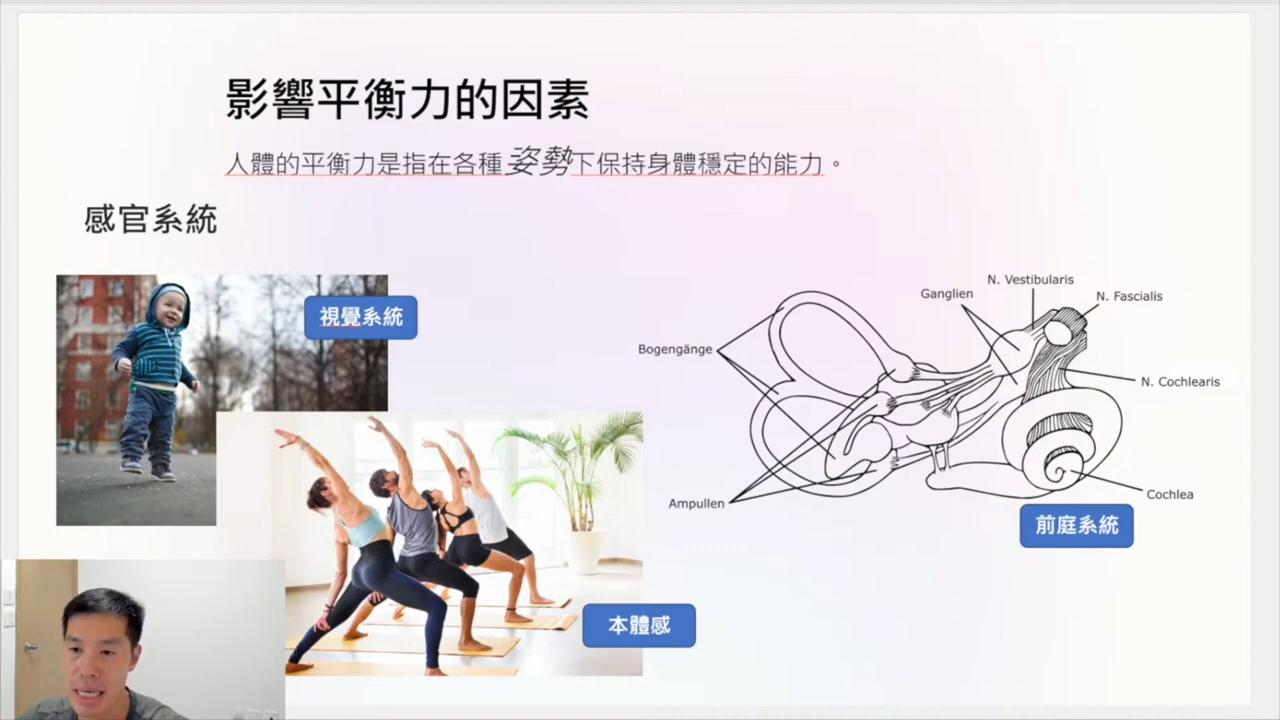 影響平衡力的因素
人體的平衡力是指在各種姿勢下保持身體穩定的能力。
感官系統
視覺系統
N. Vestibularis
Ganglien
N. Fascialis
Bogengänge
N. Cochlearis
Ampullen
Cochlea
前庭系統
本體感